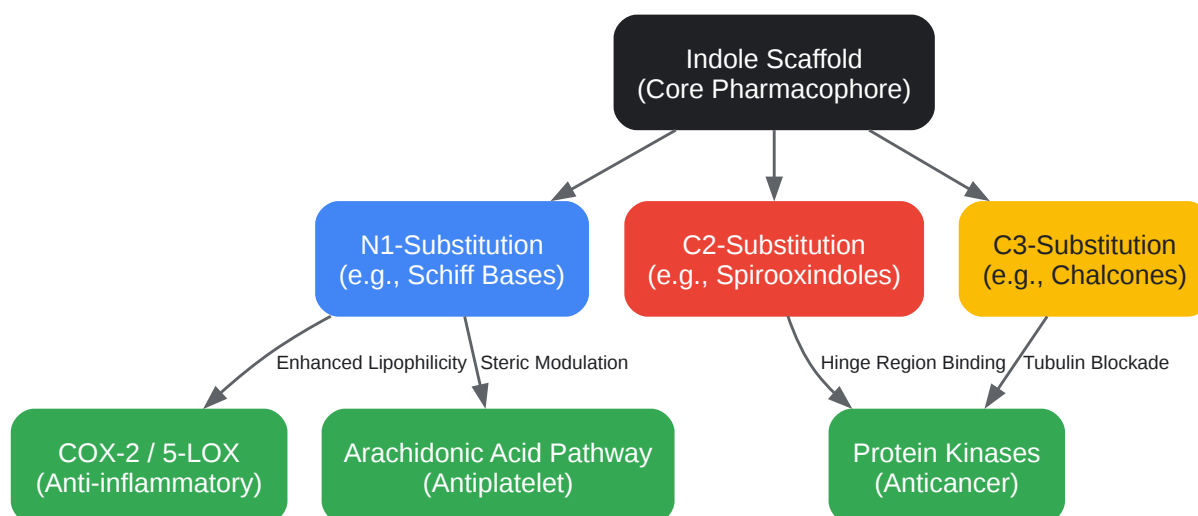 Indole Scaffold
(Core Pharmacophore)
N1-Substitution
(e.g., Schiff Bases)
C2-Substitution
(e.g., Spirooxindoles)
C3-Substitution
(e.g., Chalcones)
Enhanced Lipophilicity
Steric Modulation
Hinge Region Binding
Tubulin Blockade
COX-2 / 5-LOX
(Anti-inflammatory)
Arachidonic Acid Pathway
(Antiplatelet)
Protein Kinases
(Anticancer)